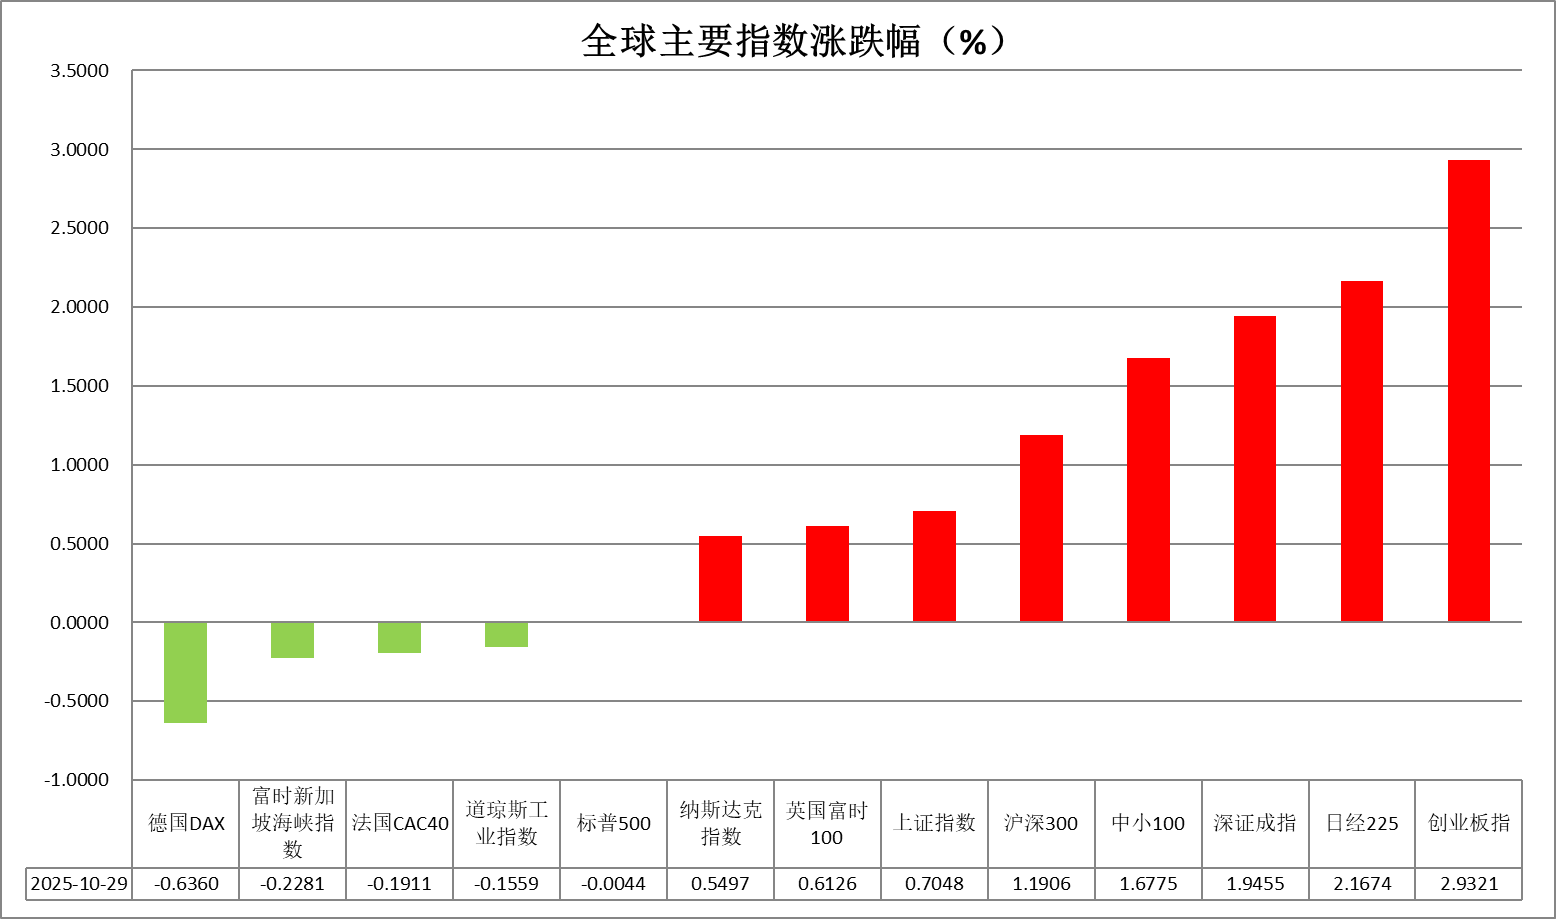 全球主要指数涨跌幅（%）
3.5000
3.0000
2.5000
2.0000
1.5000
1.0000
0.5000
0.0000
-0.5000
-1.0000
德国DAX
富时新加
坡海峡指
数
法国CAC40
道琼斯工
业指数
标普500
纳斯达克
指数
英国富时
100
上证指数
沪深300
中小100
深证成指
日经225
创业板指
2025-10-29 -0.6360 -0.2281 -0.1911 -0.1559 -0.0044 0.5497 0.6126 0.7048 1.1906 1.6775 1.9455 2.1674 2.9321